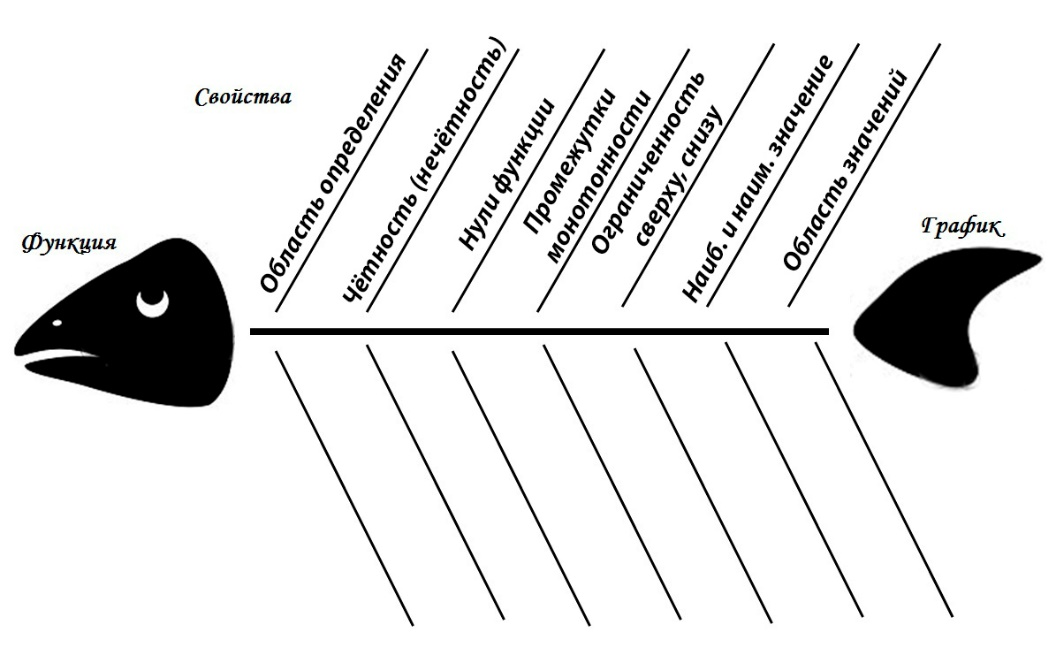 Свойства
Функция
Область определения
Чётность (нечётность)
Нули функции
Промежутки
монотонности
Ограниченность
сверху, снизу
Наиб. и наим. значение
Область значений
График